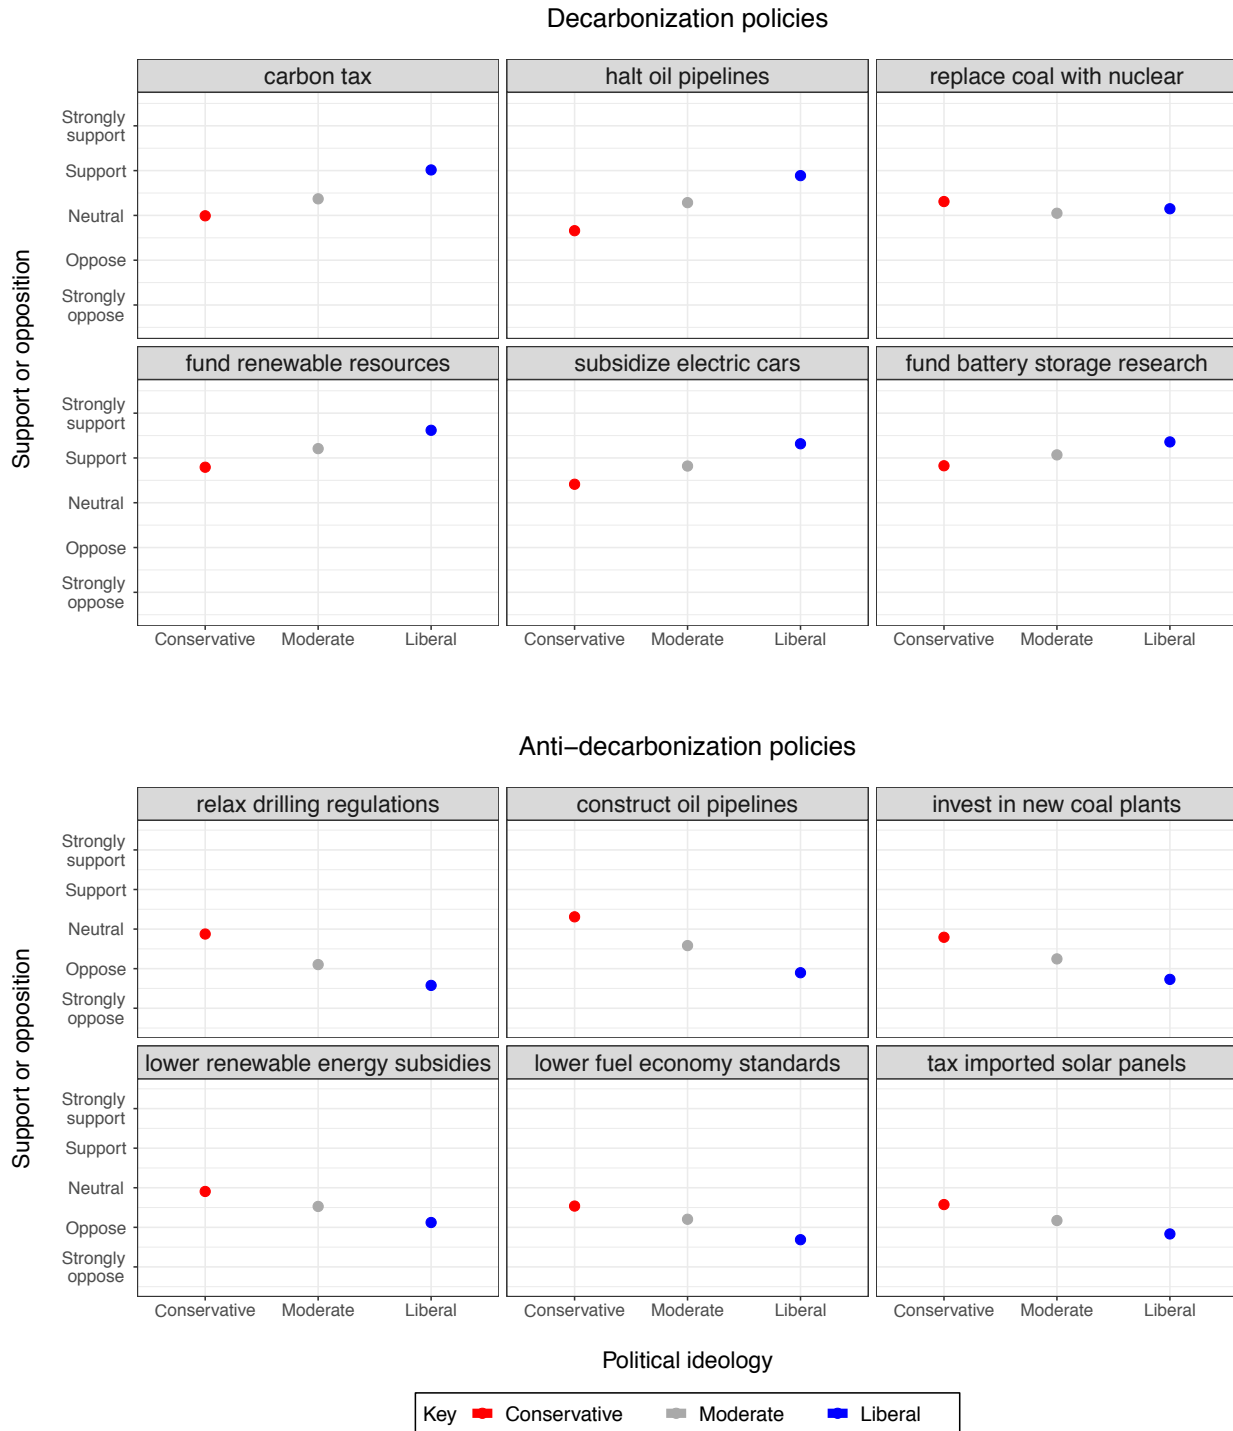 Decarbonization policies
carbon tax
halt oil pipelines
replace coal with nuclear
Strongly
support
Support
Neutral
Oppose
Strongly
oppose
fund renewable resources
subsidize electric cars
fund battery storage research
Strongly
support
Support
Neutral
Oppose
Strongly
oppose
Support or opposition
Conservative Moderate Liberal
Conservative Moderate Liberal
Conservative Moderate Liberal
Anti−decarbonization policies
relax drilling regulations
construct oil pipelines
invest in new coal plants
Strongly
support
Support
Neutral
Oppose
Strongly
oppose
lower renewable energy subsidies
lower fuel economy standards
tax imported solar panels
Strongly
support
Support
Neutral
Oppose
Strongly
oppose
Support or opposition
Conservative Moderate Liberal
Conservative Moderate Liberal
Conservative Moderate Liberal
Political ideology
Key Conservative Moderate Liberal